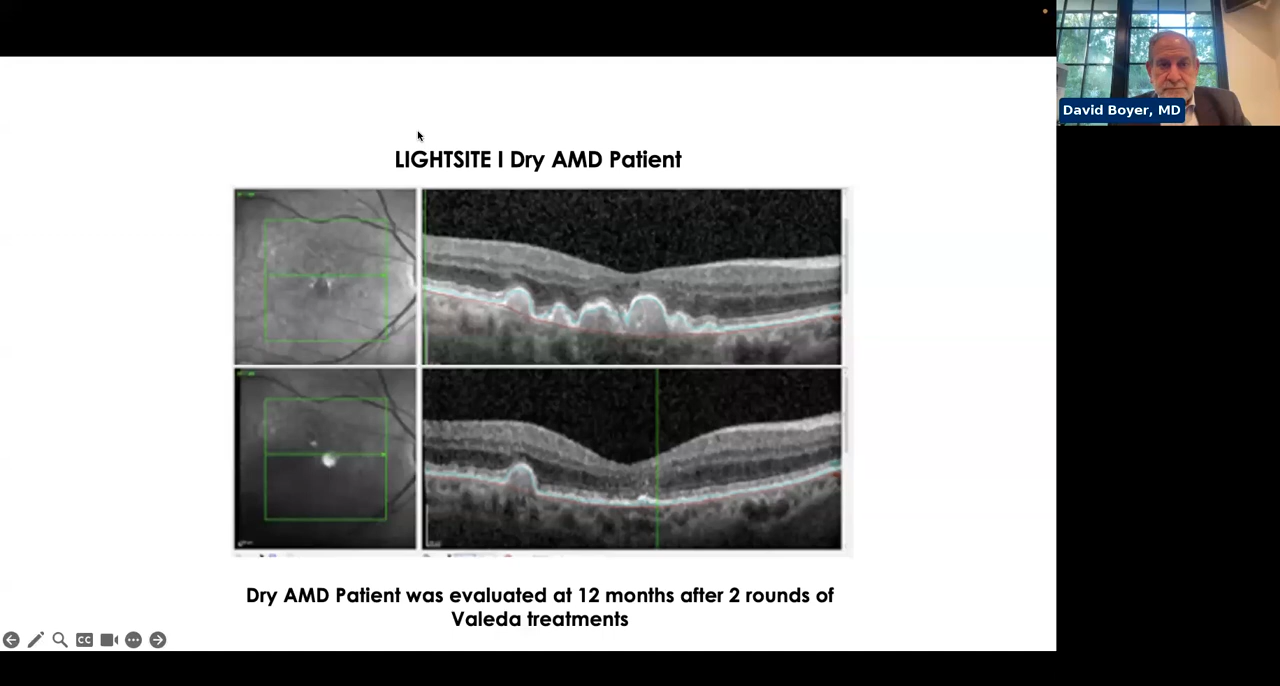 David Boyer, MD
LIGHTSITE I Dry AMD Patient
Dry AMD Patient was evaluated at 12 months after 2 rounds of
Valeda treatments
CC